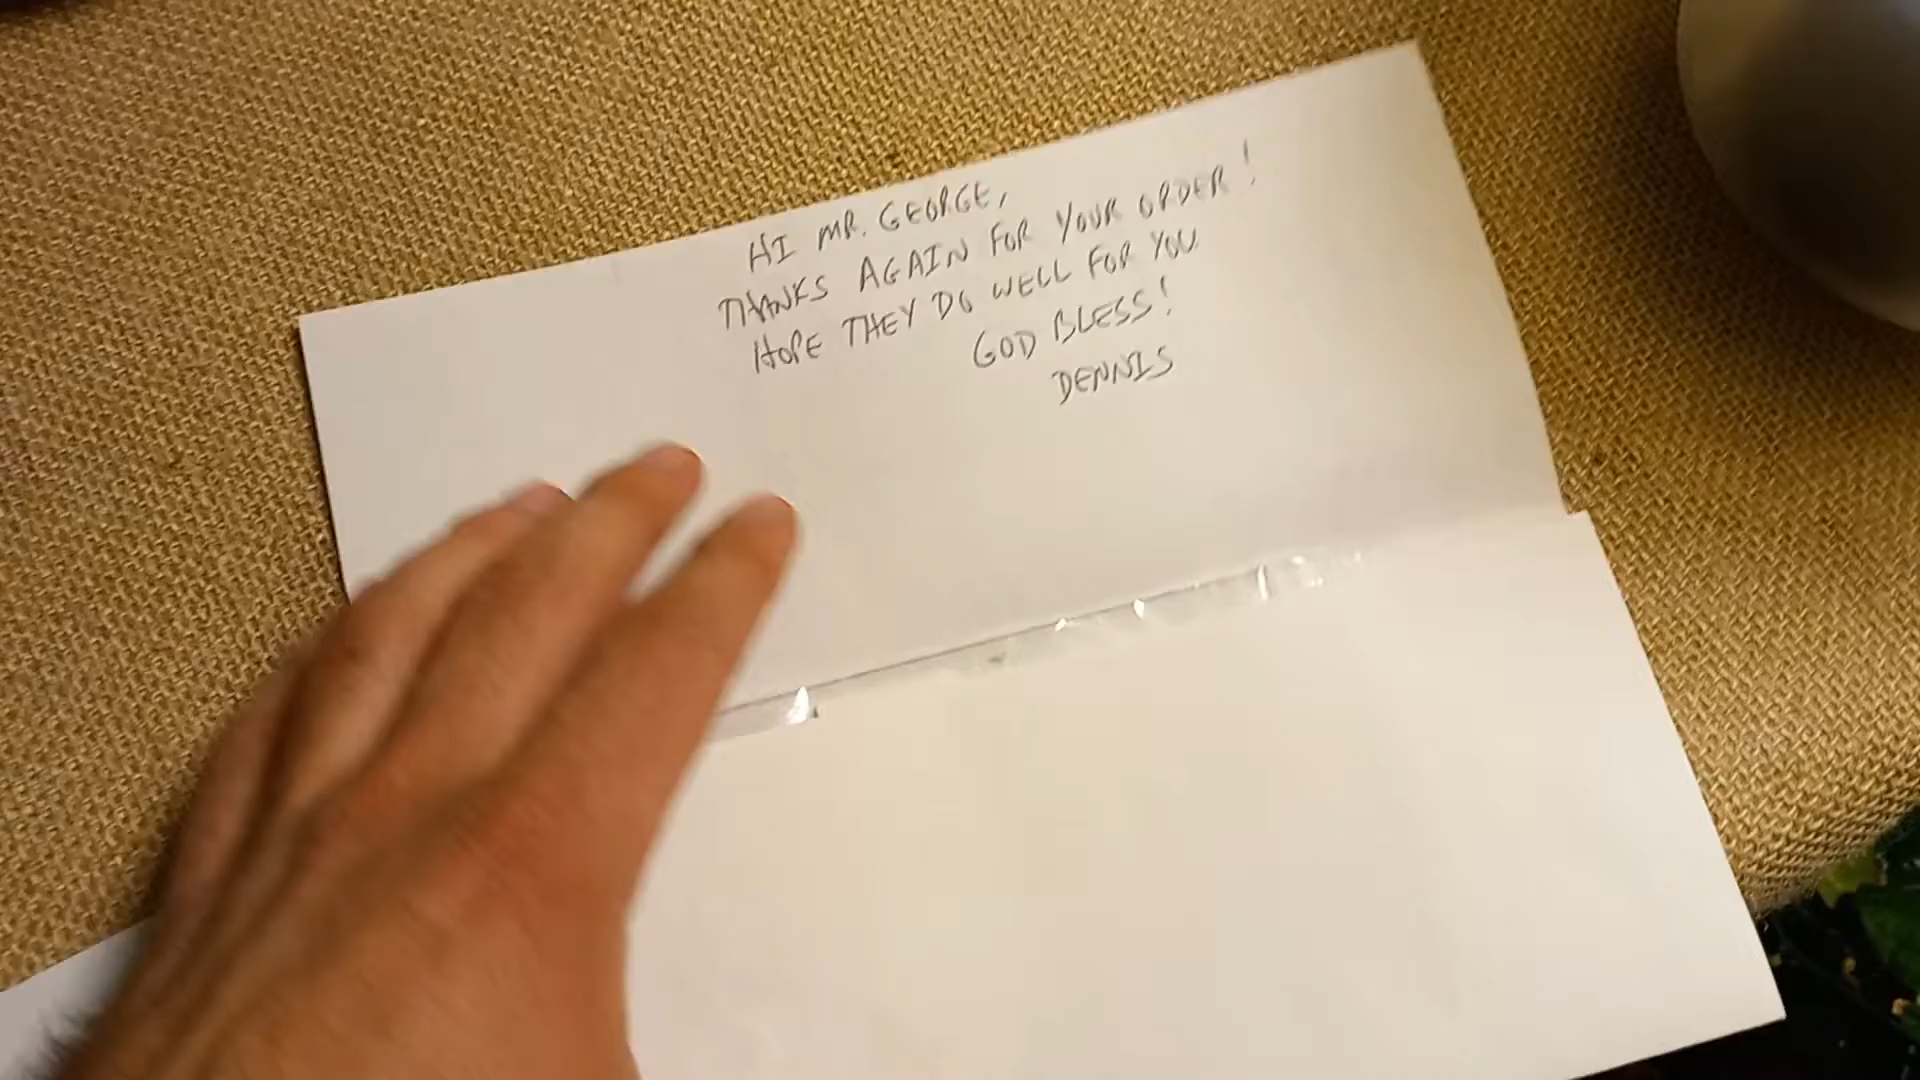 HI MR. GEORGE,
THANKS AGAIN FOR YOUR ORDER!
HOPE THEY DO WELL FOR YOU
GOD BLESS!
DENNIS